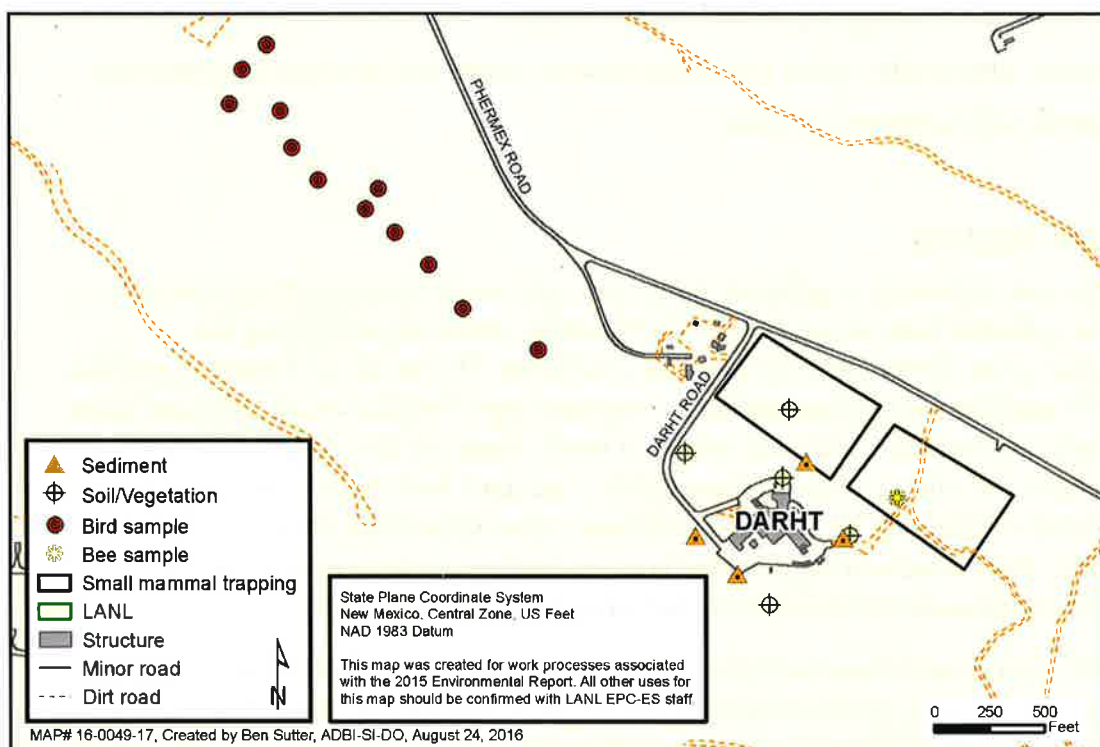 PHERMEX ROAD
DARHT ROAD
DARHT
Sediment
Soil/Vegetation
Bird sample
Bee sample
Small mammal trapping
LANL
Structure
Minor road
Dirt road
N
State Plane Coordinate System
New Mexico, Central Zone, US Feet
NAD 1983 Datum
This map was created for work processes associated
with the 2015 Environmental Report. All other uses for
this map should be confirmed with LANL EPC-ES staff.
0 250 500
Feet
MAP# 16-0049-17, Created by Ben Sutter, ADBI-SI-DO, August 24, 2016